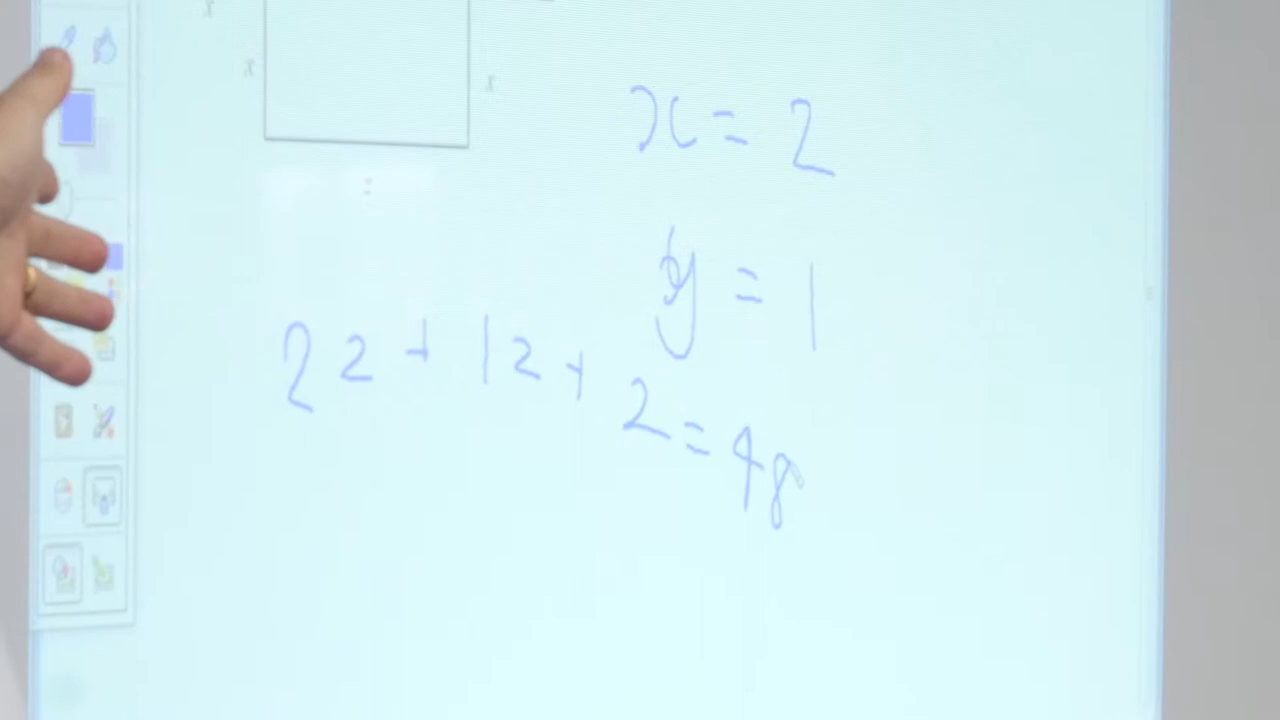 x
x x
x = 2
y = 1
22 + 12 + 2 = 48